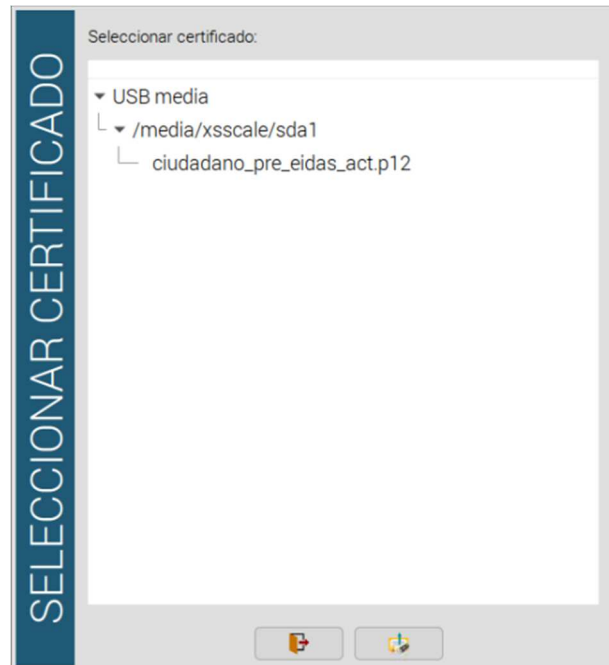 SELECCIONAR CERTIFICADO
Seleccionar certificado:
USB media
/media/xsscale/sda1
ciudadano_pre_eidas_act.p12